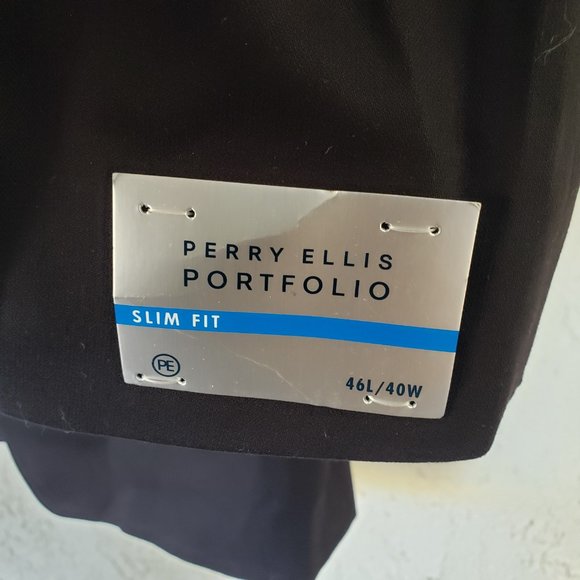 PERRY ELLIS
PORTFOLIO
SLIM FIT
PE
46L/40W